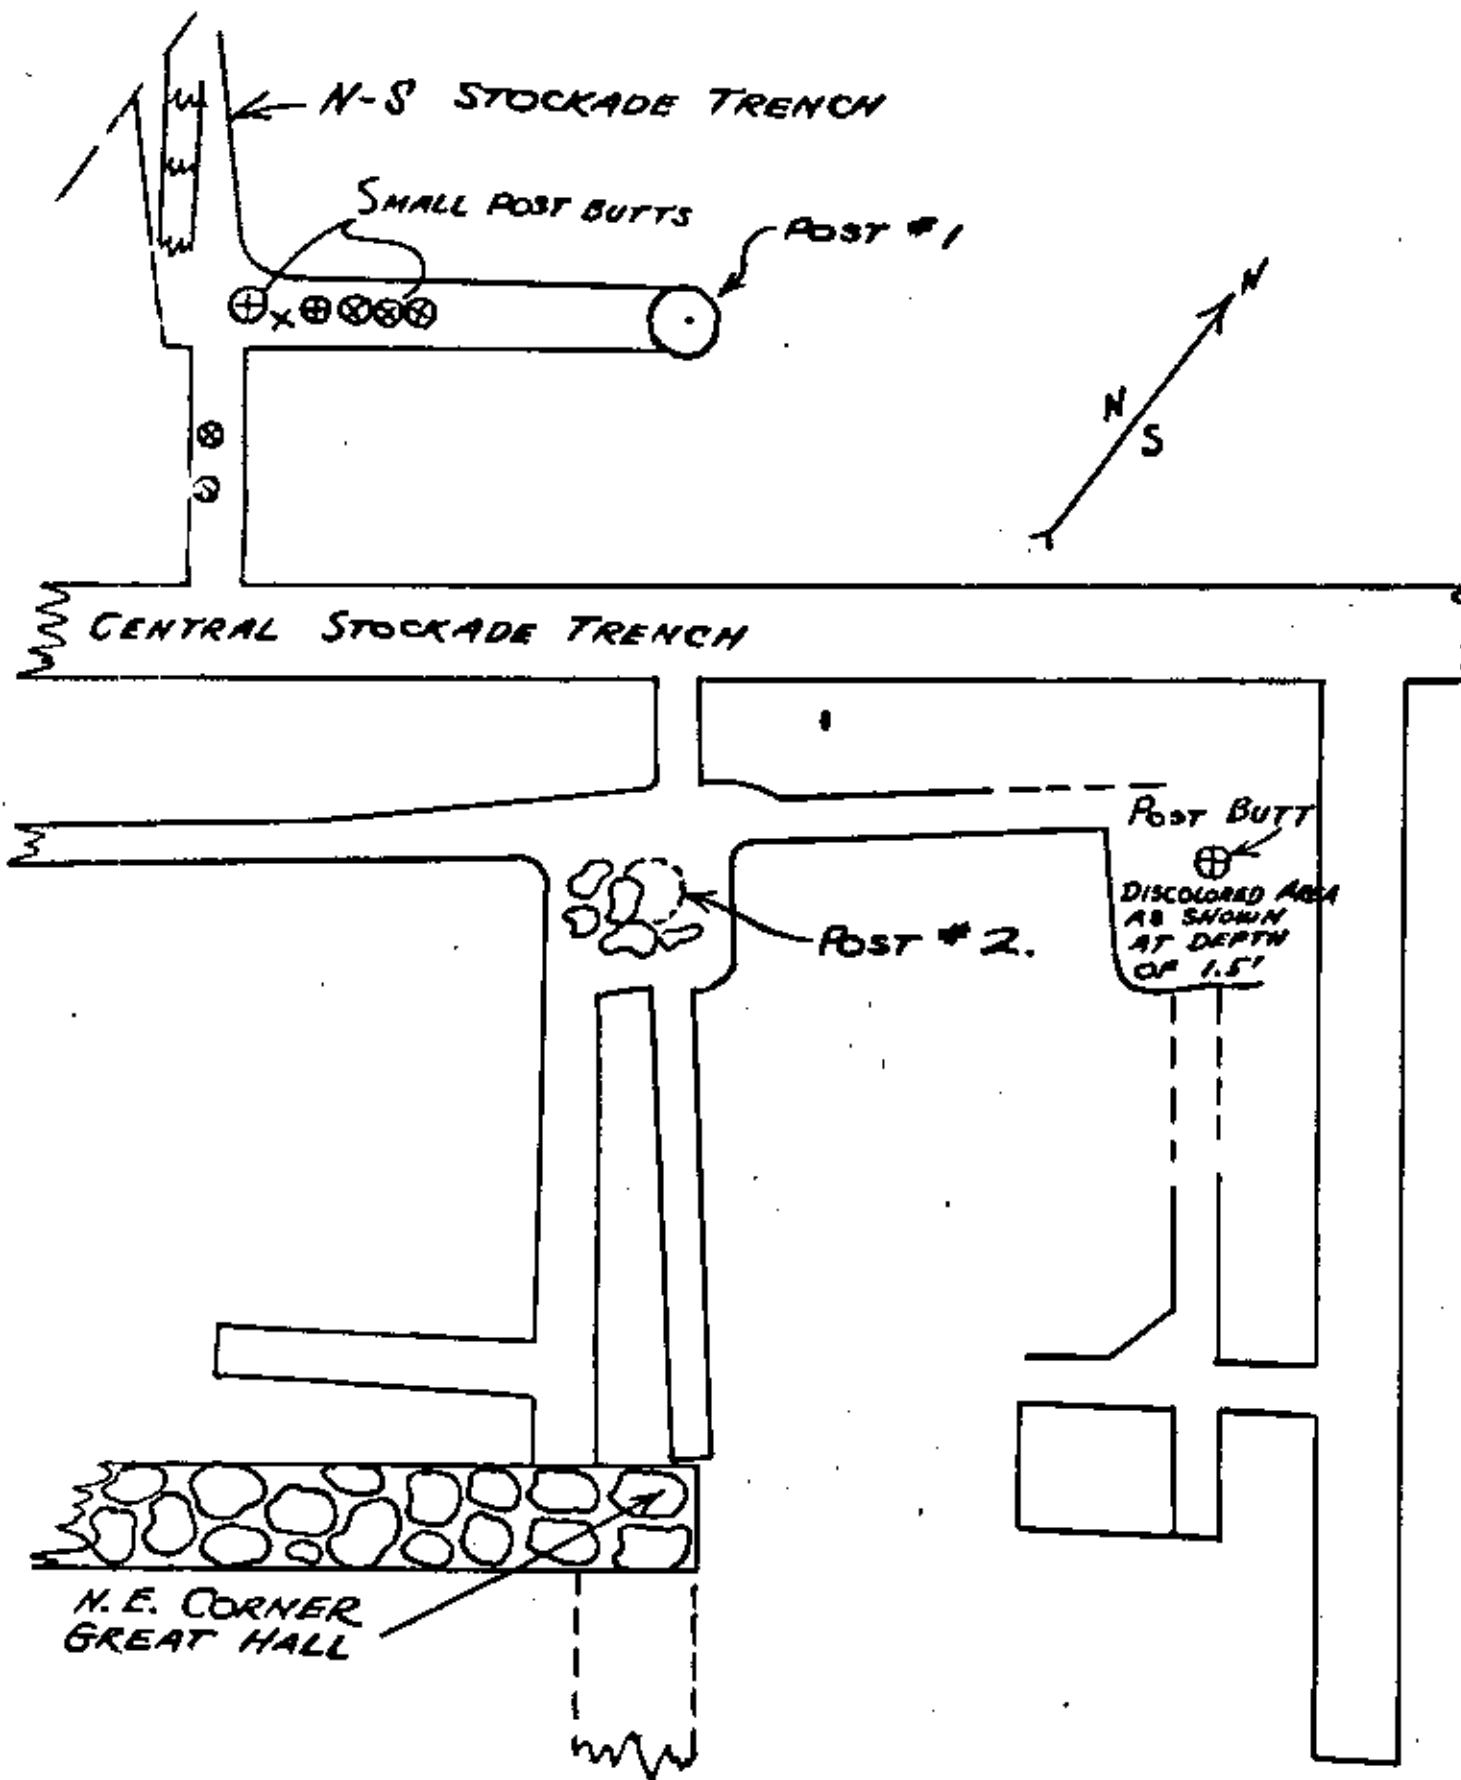 N-S STOCKADE TRENCH
SMALL POST BUTTS
POST #1
N
N
S
CENTRAL STOCKADE TRENCH
POST BUTT
DISCOLORED AREA
AS SHOWN
AT DEPTH
OF 1.5'
POST #2.
N.E. CORNER
GREAT HALL